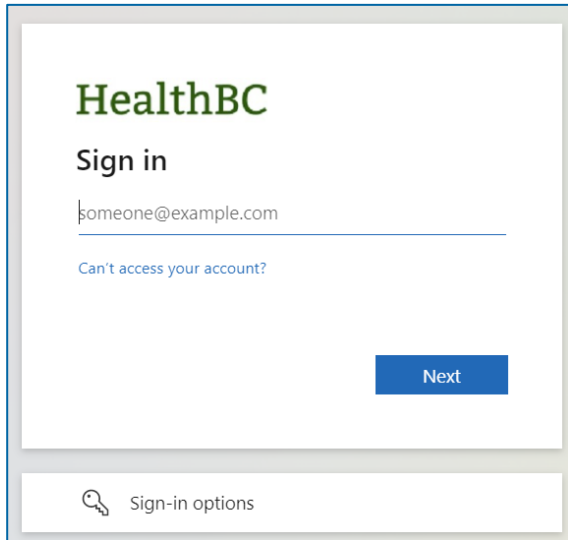 HealthBC
Sign in
someone@example.com
Can't access your account?
Next
Sign-in options